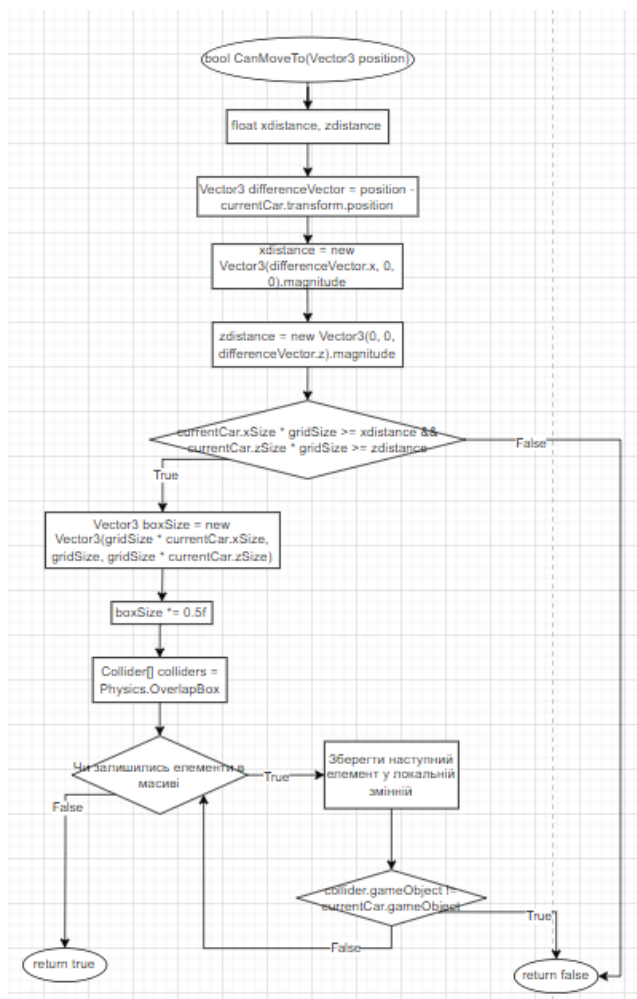 bool CanMoveTo(Vector3 position)
float xdistance, zdistance
Vector3 differenceVector = position -
currentCar.transform.position
xdistance = new
Vector3(differenceVector.x, 0,
0).magnitude
zdistance = new Vector3(0, 0,
differenceVector.z).magnitude
currentCar.xSize * gridSize >= xdistance &&
currentCar.zSize * gridSize >= zdistance
False
True
Vector3 boxSize = new
Vector3(gridSize * currentCar.xSize,
gridSize, gridSize * currentCar.zSize)
boxSize *= 0.5f
Collider[] colliders =
Physics.OverlapBox
Чи залишились елементи в
масиві
True
False
Зберегти наступний
елемент у локальній
змінній
collider.gameObject !=
currentCar.gameObject
True
False
return true
return false